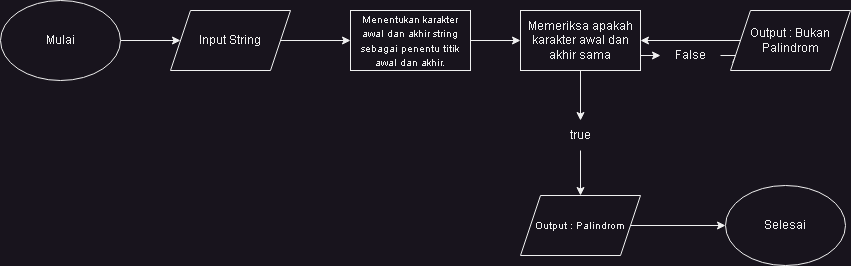 Mulai
Input String
Menentukan karakter
awal dan akhir string
sebagai penentu titik
awal dan akhir.
Memeriksa apakah
karakter awal dan
akhir sama
False
Output : Bukan
Palindrom
true
Output : Palindrom
Selesai